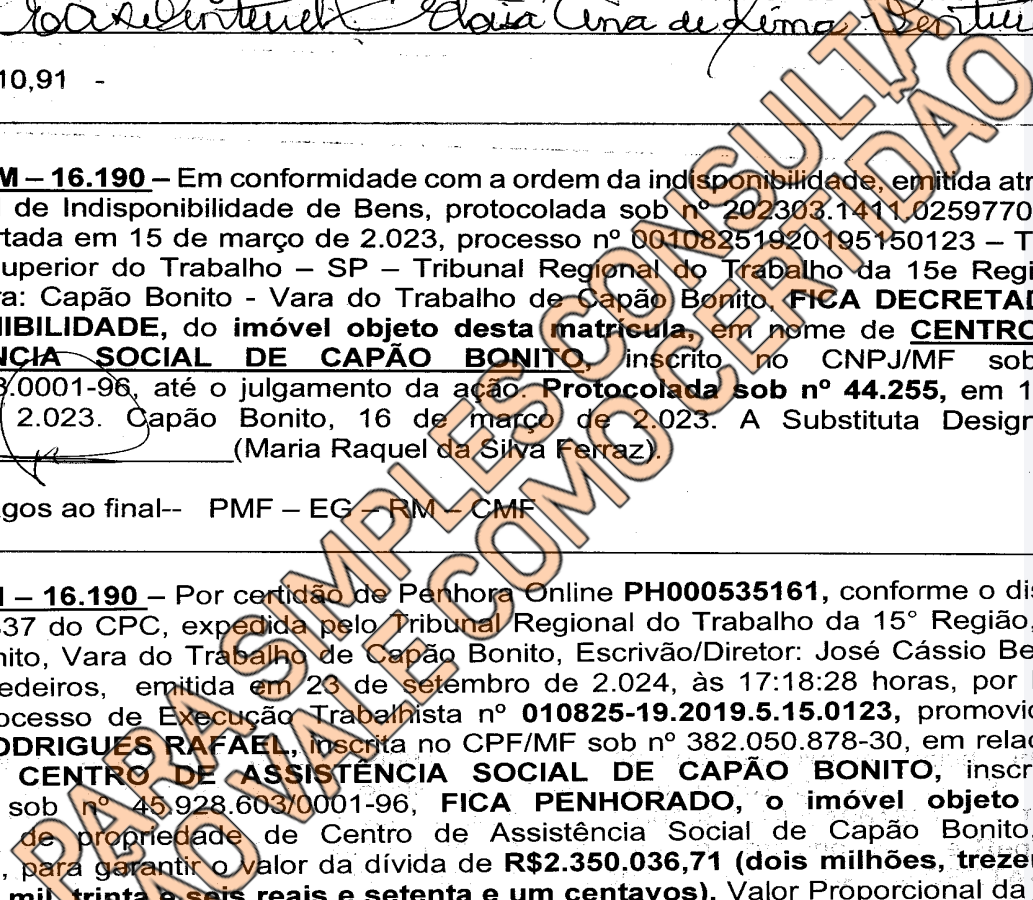 Eloisa Ana de Lima
10,91 -
M – 16.190 – Em conformidade com a ordem da indisponibilidade, emitida atr
de Indisponibilidade de Bens, protocolada sob nº 202303.1411.0259770
rtada em 15 de março de 2.023, processo nº 00108251920195150123 – T
uperior do Trabalho – SP – Tribunal Regional do Trabalho da 15e Regi
ra: Capão Bonito - Vara do Trabalho de Capão Bonito, FICA DECRETAD
NIBILIDADE, do imóvel objeto desta matrícula, em nome de CENTRO
NCIA SOCIAL DE CAPÃO BONITO, inscrito no CNPJ/MF sob
3.0001-96, até o julgamento da ação. Protocolada sob nº 44.255, em 1
2.023. Capão Bonito, 16 de março de 2.023. A Substituta Design
(Maria Raquel da Silva Ferraz).
gos ao final-- PMF – EG – RM – CMF
– 16.190 – Por certidão de Penhora Online PH000535161, conforme o dis
37 do CPC, expedida pelo Tribunal Regional do Trabalho da 15° Região,
nito, Vara do Trabalho de Capão Bonito, Escrivão/Diretor: José Cássio Be
edeiros, emitida em 23 de setembro de 2.024, às 17:18:28 horas, por
ocesso de Execução Trabalhista nº 010825-19.2019.5.15.0123, promovid
ODRIGUES RAFAEL, inscrita no CPF/MF sob nº 382.050.878-30, em relaç
CENTRO DE ASSISTÊNCIA SOCIAL DE CAPÃO BONITO, inscr
sob nº 45.928.603/0001-96, FICA PENHORADO, o imóvel objeto
de propriedade de Centro de Assistência Social de Capão Bonito
, para garantir o valor da dívida de R$2.350.036,71 (dois milhões, treze
mil, trinta e seis reais e setenta e um centavos). Valor Proporcional da
PARA SIMPLES CONSULTA
NÃO VALE COMO CERTIDÃO